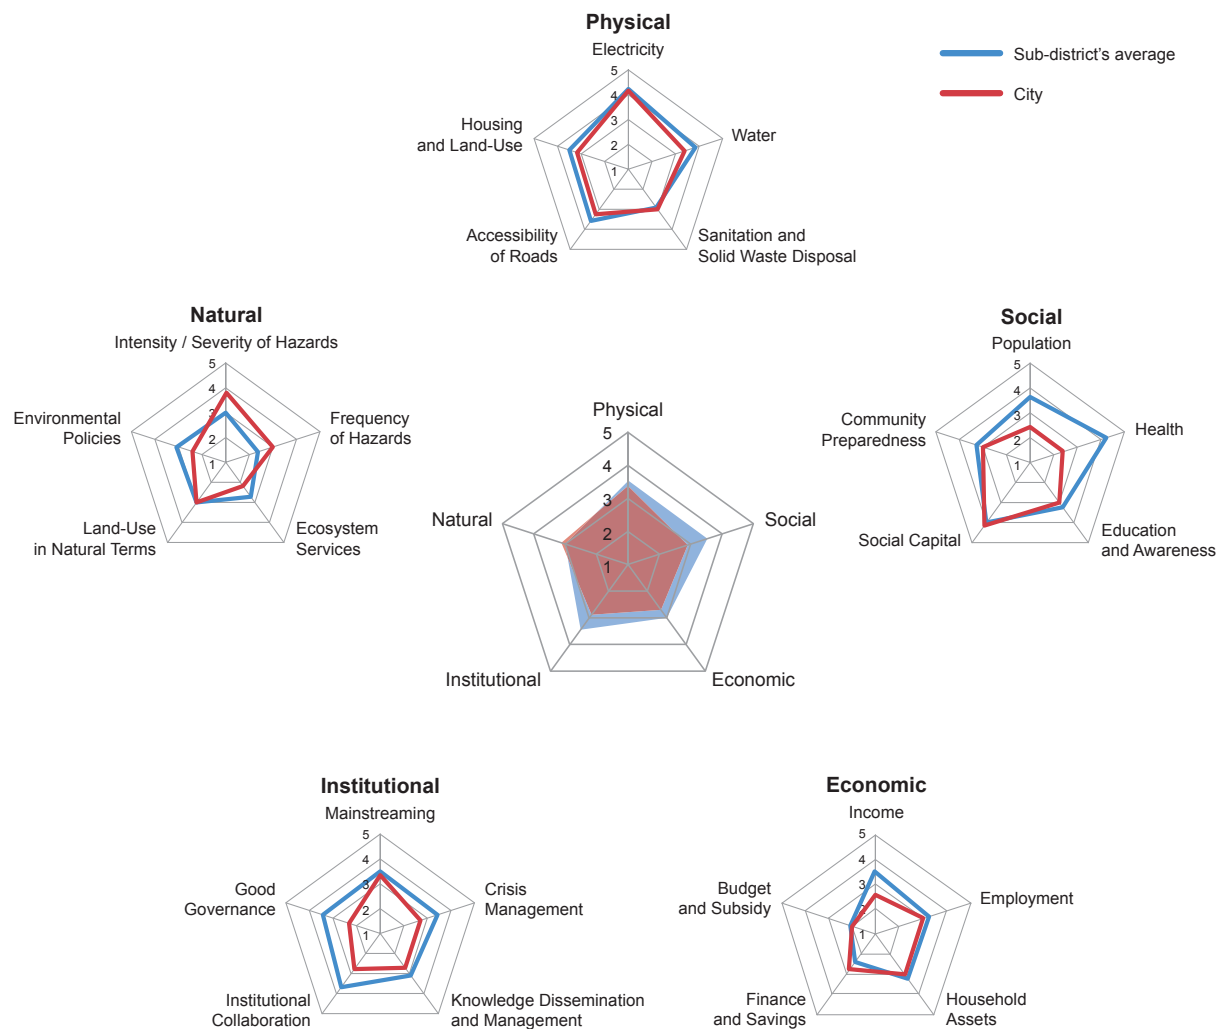 Physical
Electricity
5
4
3
2
1
Housing
and Land-Use
Water
Accessibility
of Roads
Sanitation and
Solid Waste Disposal
Sub-district's average
City
Natural
Intensity / Severity of Hazards
5
4
3
2
1
Environmental
Policies
Frequency
of Hazards
Land-Use
in Natural Terms
Ecosystem
Services
Social
Population
5
4
3
2
1
Community
Preparedness
Health
Social Capital
Education
and Awareness
Physical
5
4
3
2
1
Natural
Social
Institutional
Economic
Institutional
Mainstreaming
5
4
3
2
1
Good
Governance
Crisis
Management
Institutional
Collaboration
Knowledge Dissemination
and Management
Economic
Income
5
4
3
2
1
Budget
and Subsidy
Employment
Finance
and Savings
Household
Assets